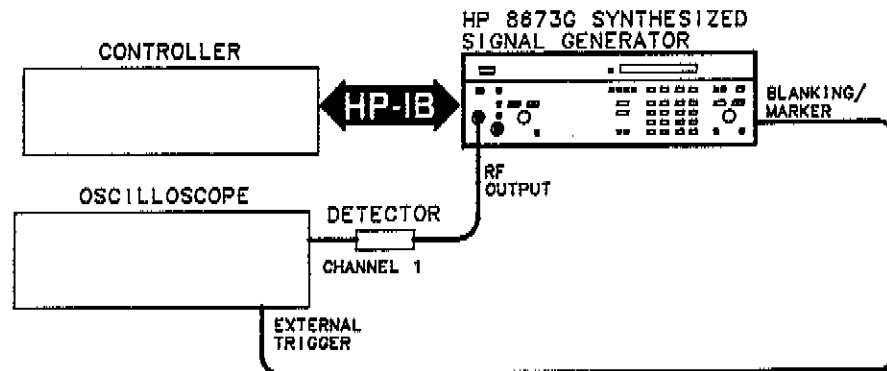 HP 8673G SYNTHESIZED
SIGNAL GENERATOR
CONTROLLER
HP-IB
BLANKING/
MARKER
RF
OUTPUT
OSCILLOSCOPE
DETECTOR
CHANNEL 1
EXTERNAL
TRIGGER